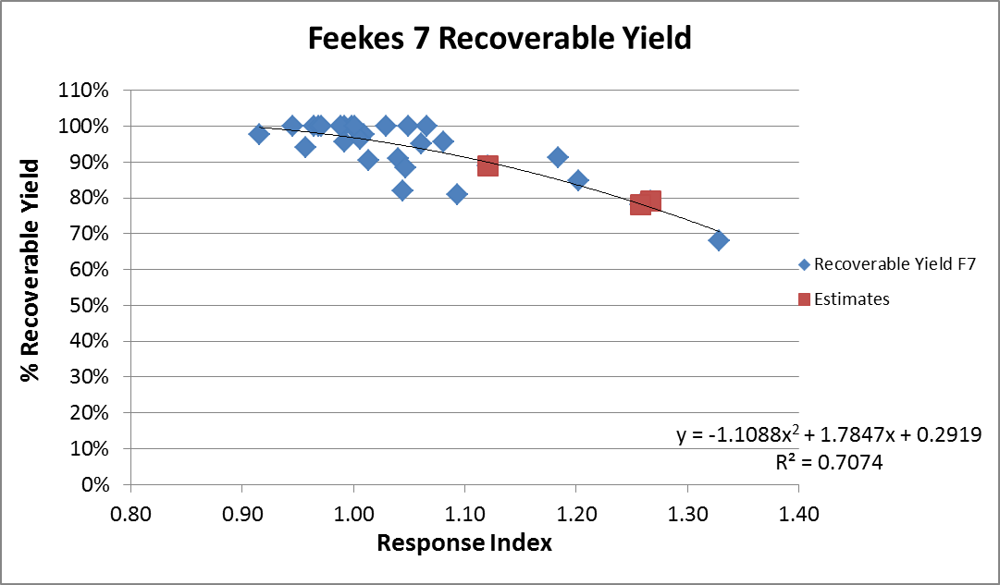 Feekes 7 Recoverable Yield
110%
100%
90%
80%
70%
60%
50%
40%
30%
20%
10%
0%
% Recoverable Yield
0.80 0.90 1.00 1.10 1.20 1.30 1.40
Response Index
Recoverable Yield F7
Estimates
y = -1.1088x² + 1.7847x + 0.2919
R² = 0.7074